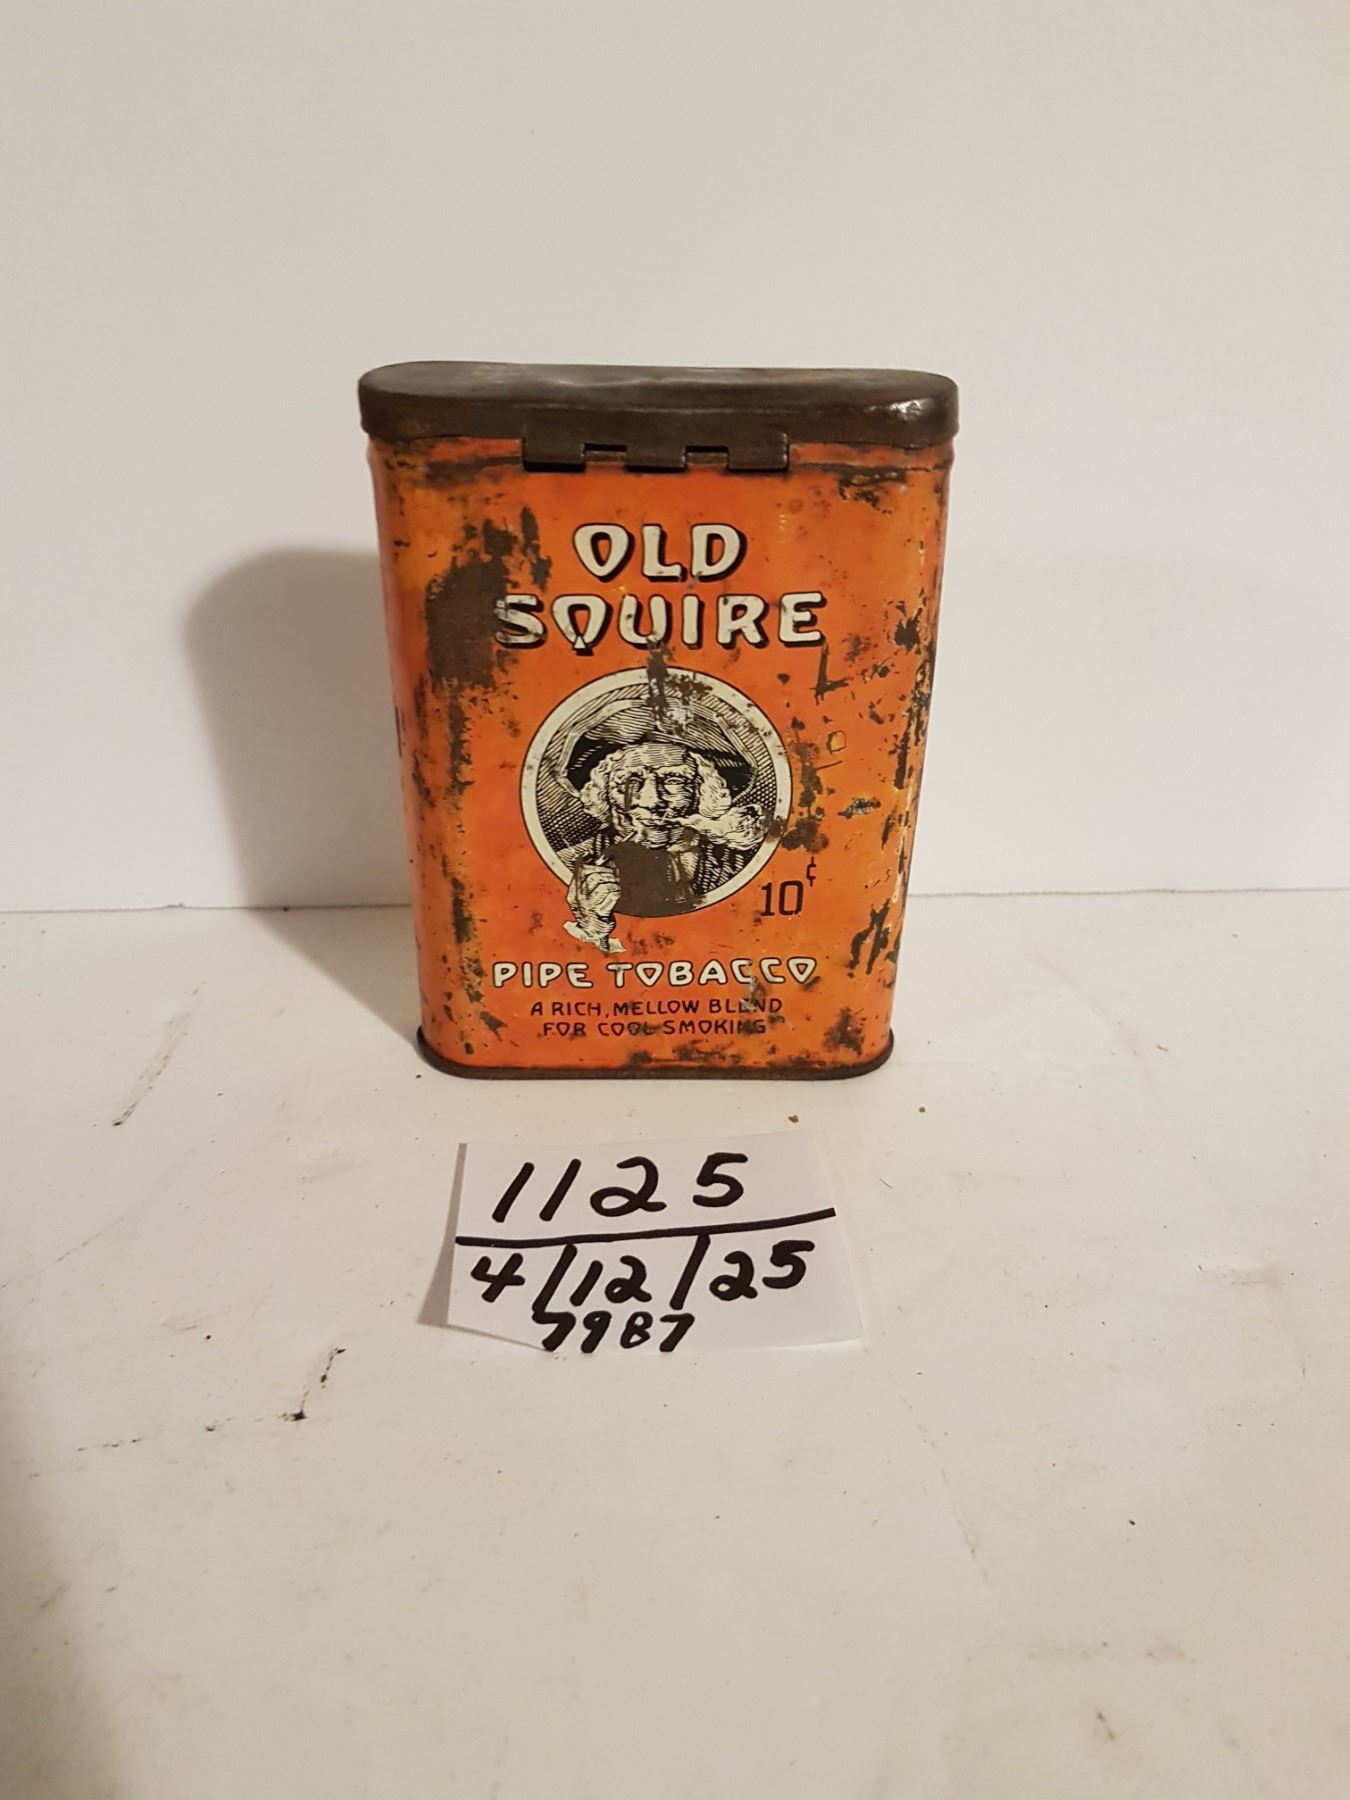 OLD
SQUIRE
10¢
PIPE TOBACCO
A RICH, MELLOW BLEND
FOR COOL SMOKING
1125
4/12/25
7987